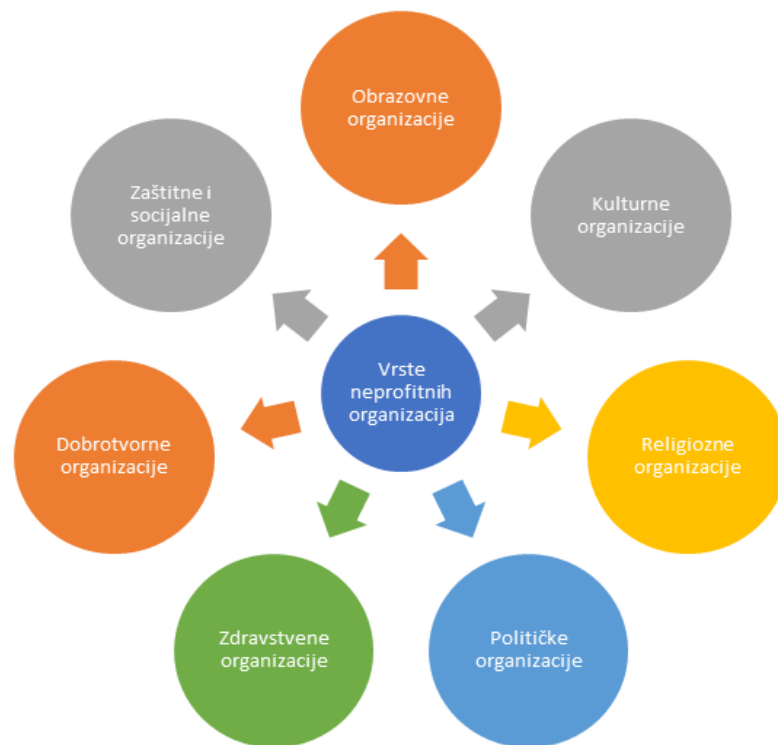 Obrazovne
organizacije
Kulturne
organizacije
Religiozne
organizacije
Političke
organizacije
Zdravstvene
organizacije
Dobrotvorne
organizacije
Zaštitne i
socijalne
organizacije
Vrste
neprofitnih
organizacija